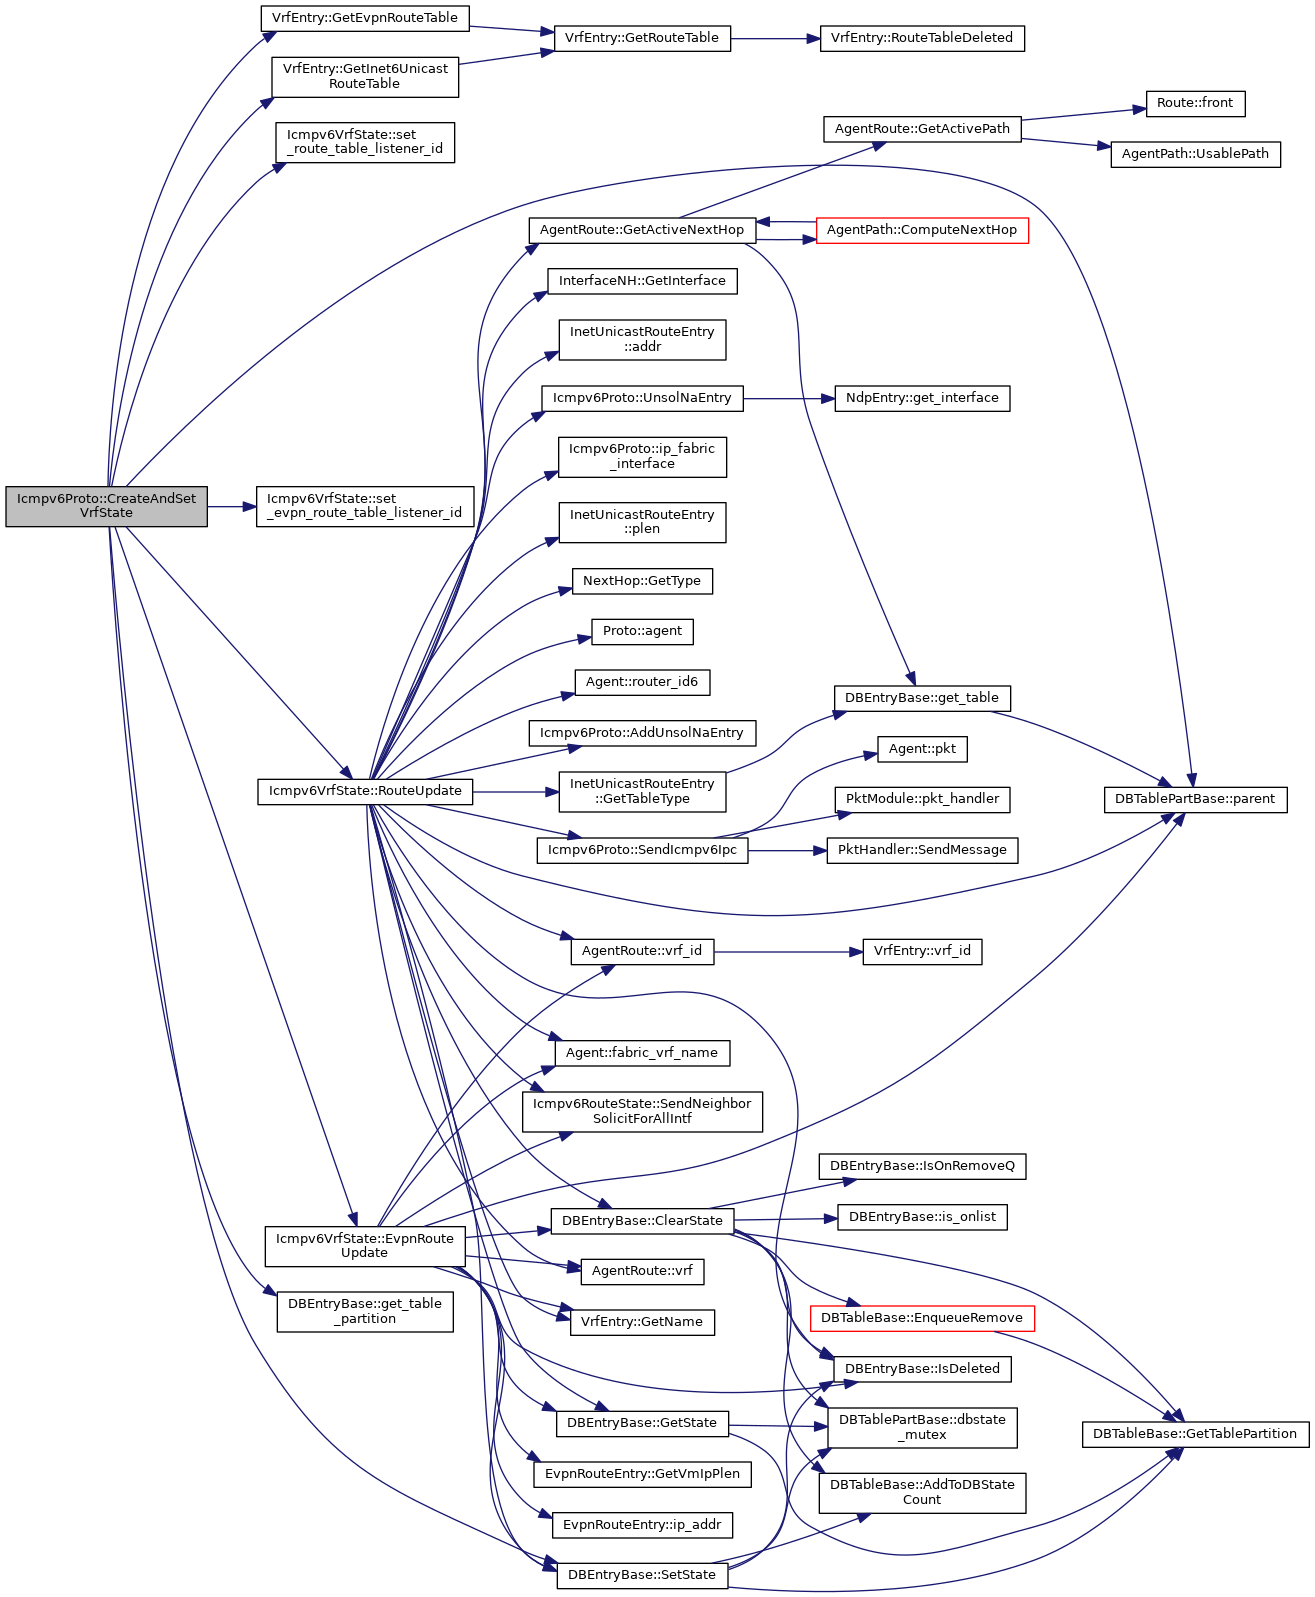 VrfEntry::GetEvpnRouteTable
VrfEntry::GetRouteTable
VrfEntry::RouteTableDeleted
VrfEntry::GetInet6Unicast
RouteTable
Route::front
AgentRoute::GetActivePath
Icmpv6VrfState::set
_route_table_listener_id
AgentPath::UsablePath
AgentRoute::GetActiveNextHop
AgentPath::ComputeNextHop
InterfaceNH::GetInterface
InetUnicastRouteEntry
::addr
Icmpv6Proto::UnsolNaEntry
NdpEntry::get_interface
Icmpv6Proto::ip_fabric
_interface
Icmpv6Proto::CreateAndSet
VrfState
Icmpv6VrfState::set
_evpn_route_table_listener_id
InetUnicastRouteEntry
::plen
NextHop::GetType
Proto::agent
Agent::router_id6
DBEntryBase::get_table
Icmpv6Proto::AddUnsolNaEntry
Agent::pkt
Icmpv6VrfState::RouteUpdate
InetUnicastRouteEntry
::GetTableType
PktModule::pkt_handler
DBTablePartBase::parent
Icmpv6Proto::SendIcmpv6Ipc
PktHandler::SendMessage
AgentRoute::vrf_id
VrfEntry::vrf_id
Agent::fabric_vrf_name
Icmpv6RouteState::SendNeighbor
SolicitForAllIntf
DBEntryBase::IsOnRemoveQ
DBEntryBase::ClearState
DBEntryBase::is_onlist
Icmpv6VrfState::EvpnRoute
Update
AgentRoute::vrf
DBEntryBase::get_table
_partition
VrfEntry::GetName
DBTableBase::EnqueueRemove
DBEntryBase::IsDeleted
DBEntryBase::GetState
DBTablePartBase::dbstate
_mutex
DBTableBase::GetTablePartition
EvpnRouteEntry::GetVmIpPlen
DBTableBase::AddToDBState
Count
EvpnRouteEntry::ip_addr
DBEntryBase::SetState